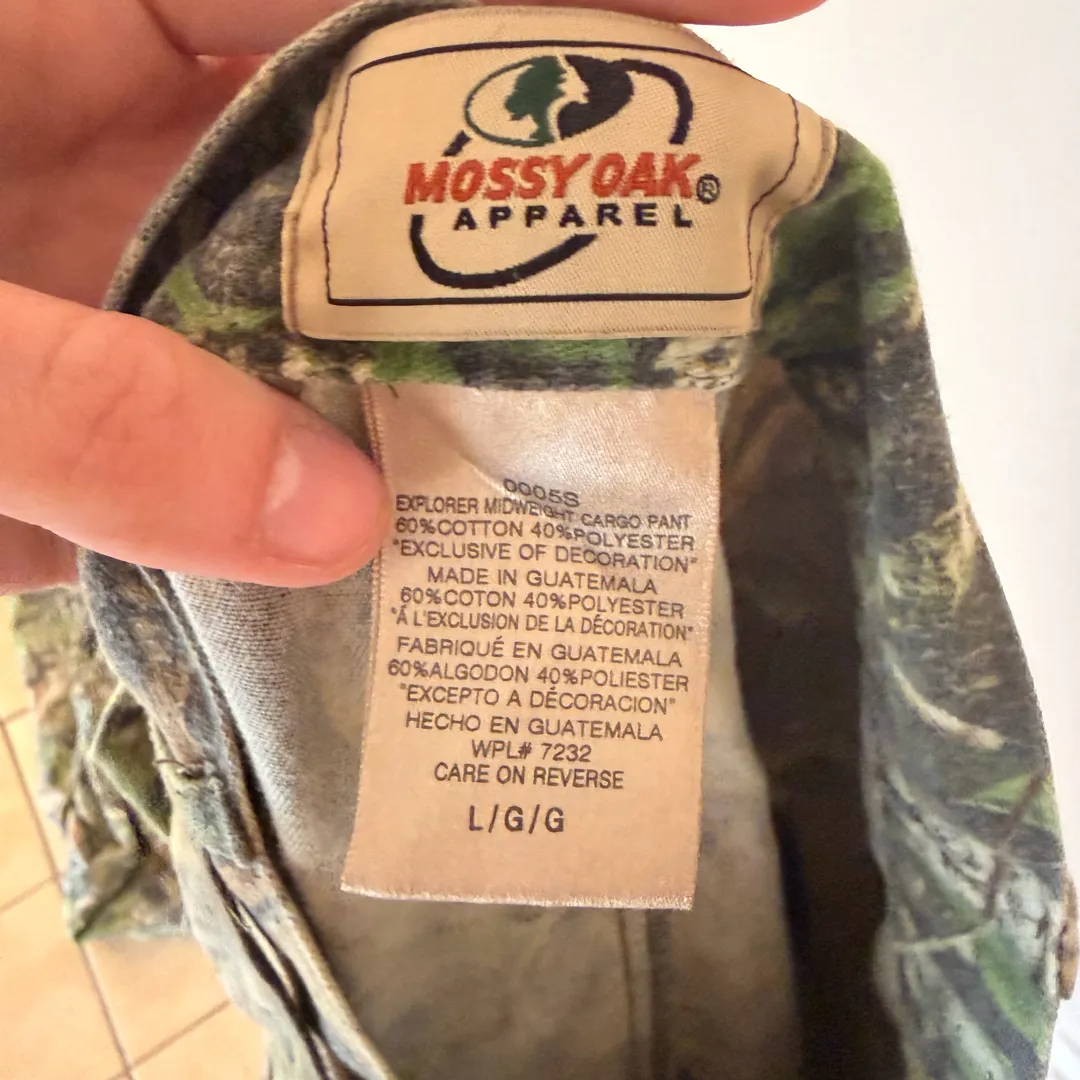 MOSSY OAK®
APPAREL
0005S
EXPLORER MIDWEIGHT CARGO PANT
60%COTTON 40%POLYESTER
"EXCLUSIVE OF DECORATION"
MADE IN GUATEMALA
60%COTON 40%POLYESTER
"Á L'EXCLUSION DE LA DÉCORATION"
FABRIQUÉ EN GUATEMALA
60%ALGODON 40%POLIESTER
"EXCEPTO A DÉCORACION"
HECHO EN GUATEMALA
WPL# 7232
CARE ON REVERSE
L/G/G